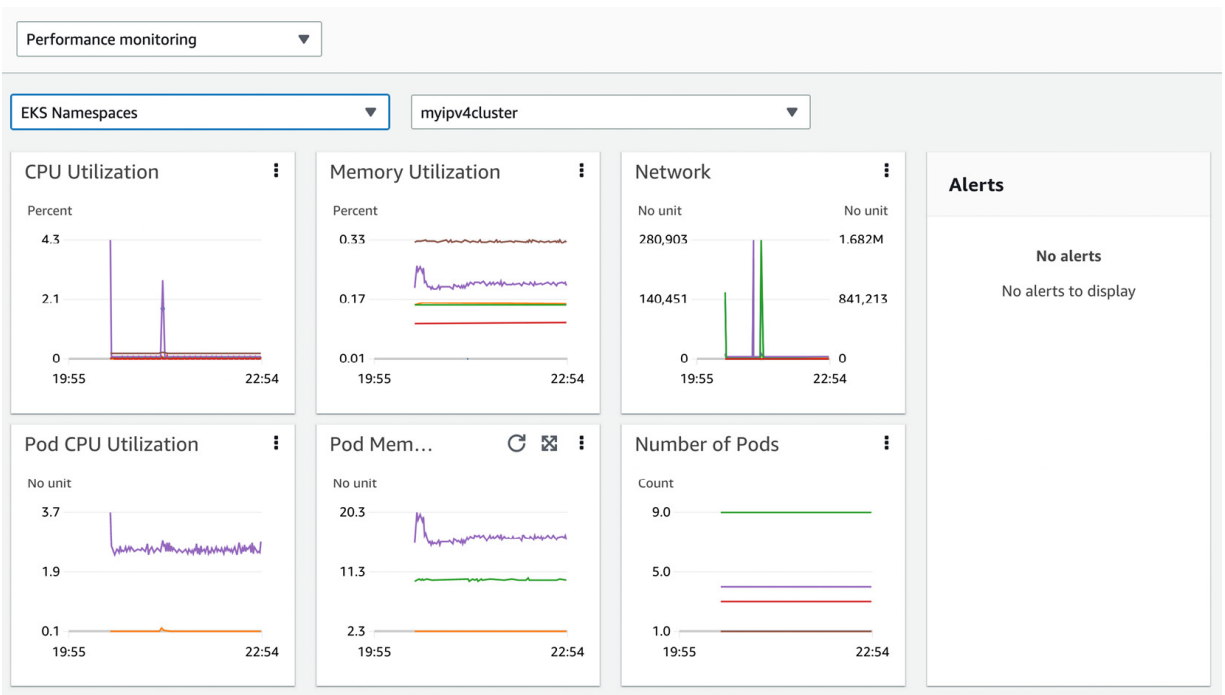 Performance monitoring
EKS Namespaces
myipv4cluster
CPU Utilization
Percent
4.3
2.1
0
19:55
22:54
Memory Utilization
Percent
0.33
0.17
0.01
19:55
22:54
Network
No unit
No unit
280,903
1.682M
140,451
841,213
0
0
19:55
22:54
Alerts
No alerts
No alerts to display
Pod CPU Utilization
No unit
3.7
1.9
0.1
19:55
22:54
Pod Mem...
No unit
20.3
11.3
2.3
19:55
22:54
Number of Pods
Count
9.0
5.0
1.0
19:55
22:54